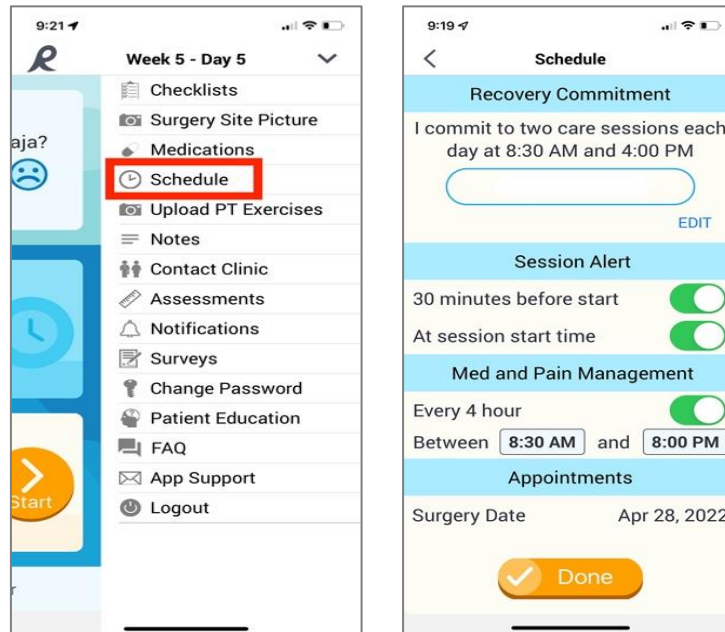 9:21
R
Week 5 - Day 5
aja?
Checklists
Surgery Site Picture
Medications
Schedule
Upload PT Exercises
Notes
Contact Clinic
Assessments
Notifications
Surveys
Change Password
Patient Education
FAQ
App Support
Logout
Start
r
9:19
Schedule
Recovery Commitment
I commit to two care sessions each
day at 8:30 AM and 4:00 PM
EDIT
Session Alert
30 minutes before start
At session start time
Med and Pain Management
Every 4 hour
Between 8:30 AM and 8:00 PM
Appointments
Surgery Date Apr 28, 2022
Done